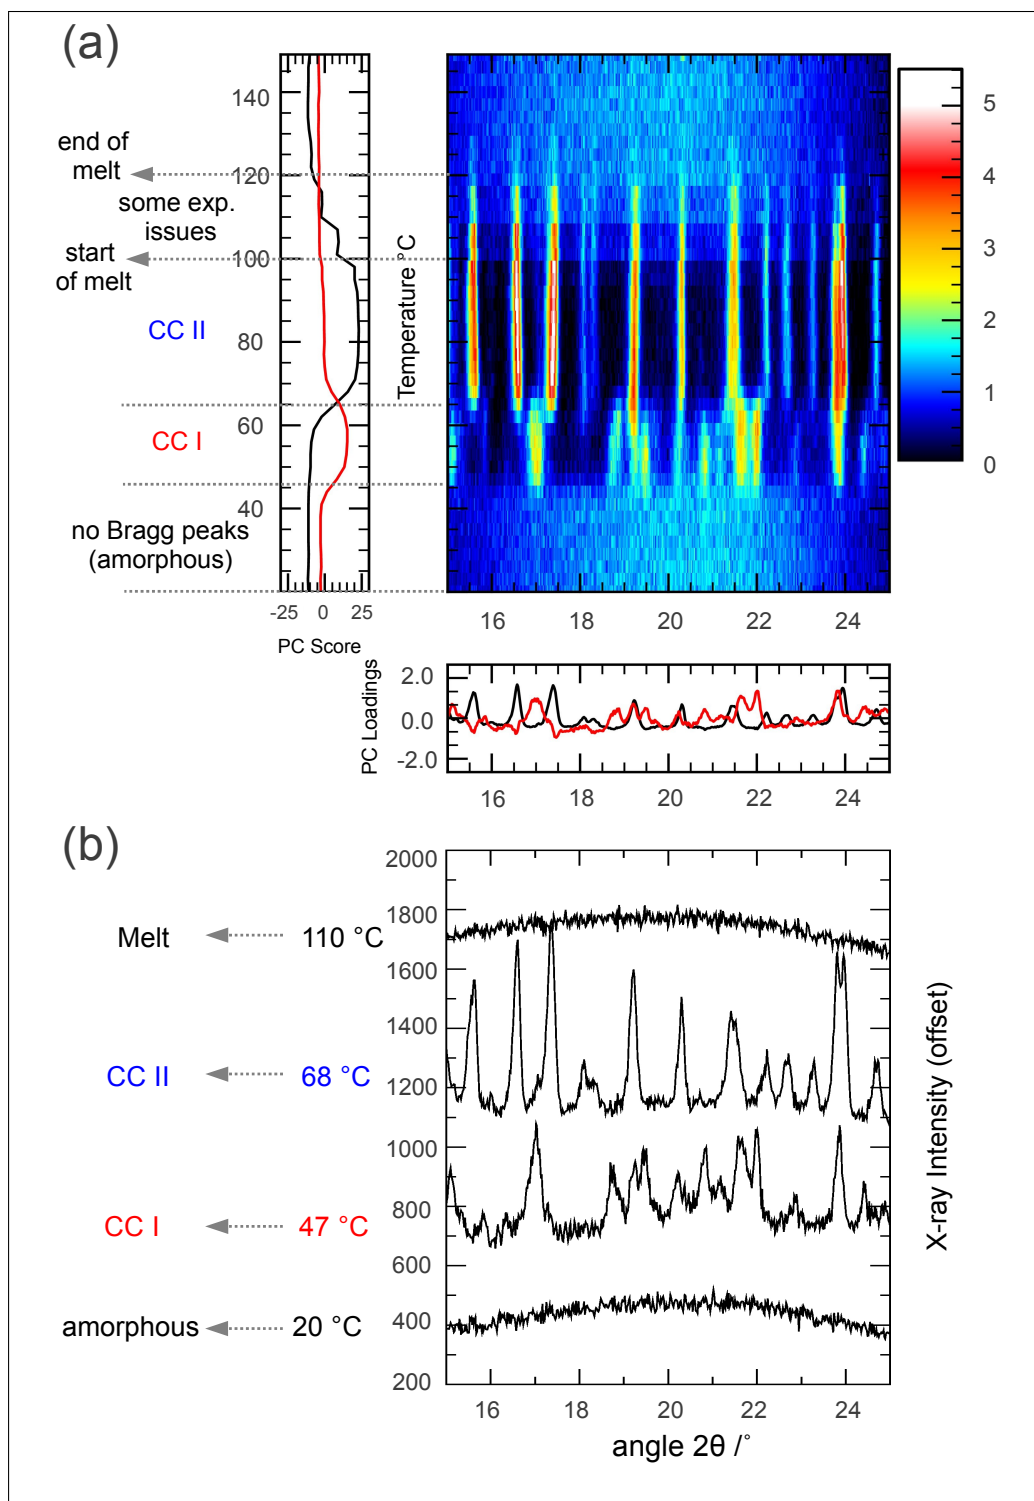 (a)
end of
melt
some exp.
issues
start
of melt
CC II
CC I
no Bragg peaks
(amorphous)
140
120
100
80
60
40
-25 0 25
PC Score
Temperature °C
16 18 20 22 24
5
4
3
2
1
0
PC Loadings
2.0
0.0
-2.0
16 18 20 22 24
(b)
Melt 110 °C
CC II 68 °C
CC I 47 °C
amorphous 20 °C
2000
1800
1600
1400
1200
1000
800
600
400
200
16 18 20 22 24
angle 2θ /°
X-ray Intensity (offset)